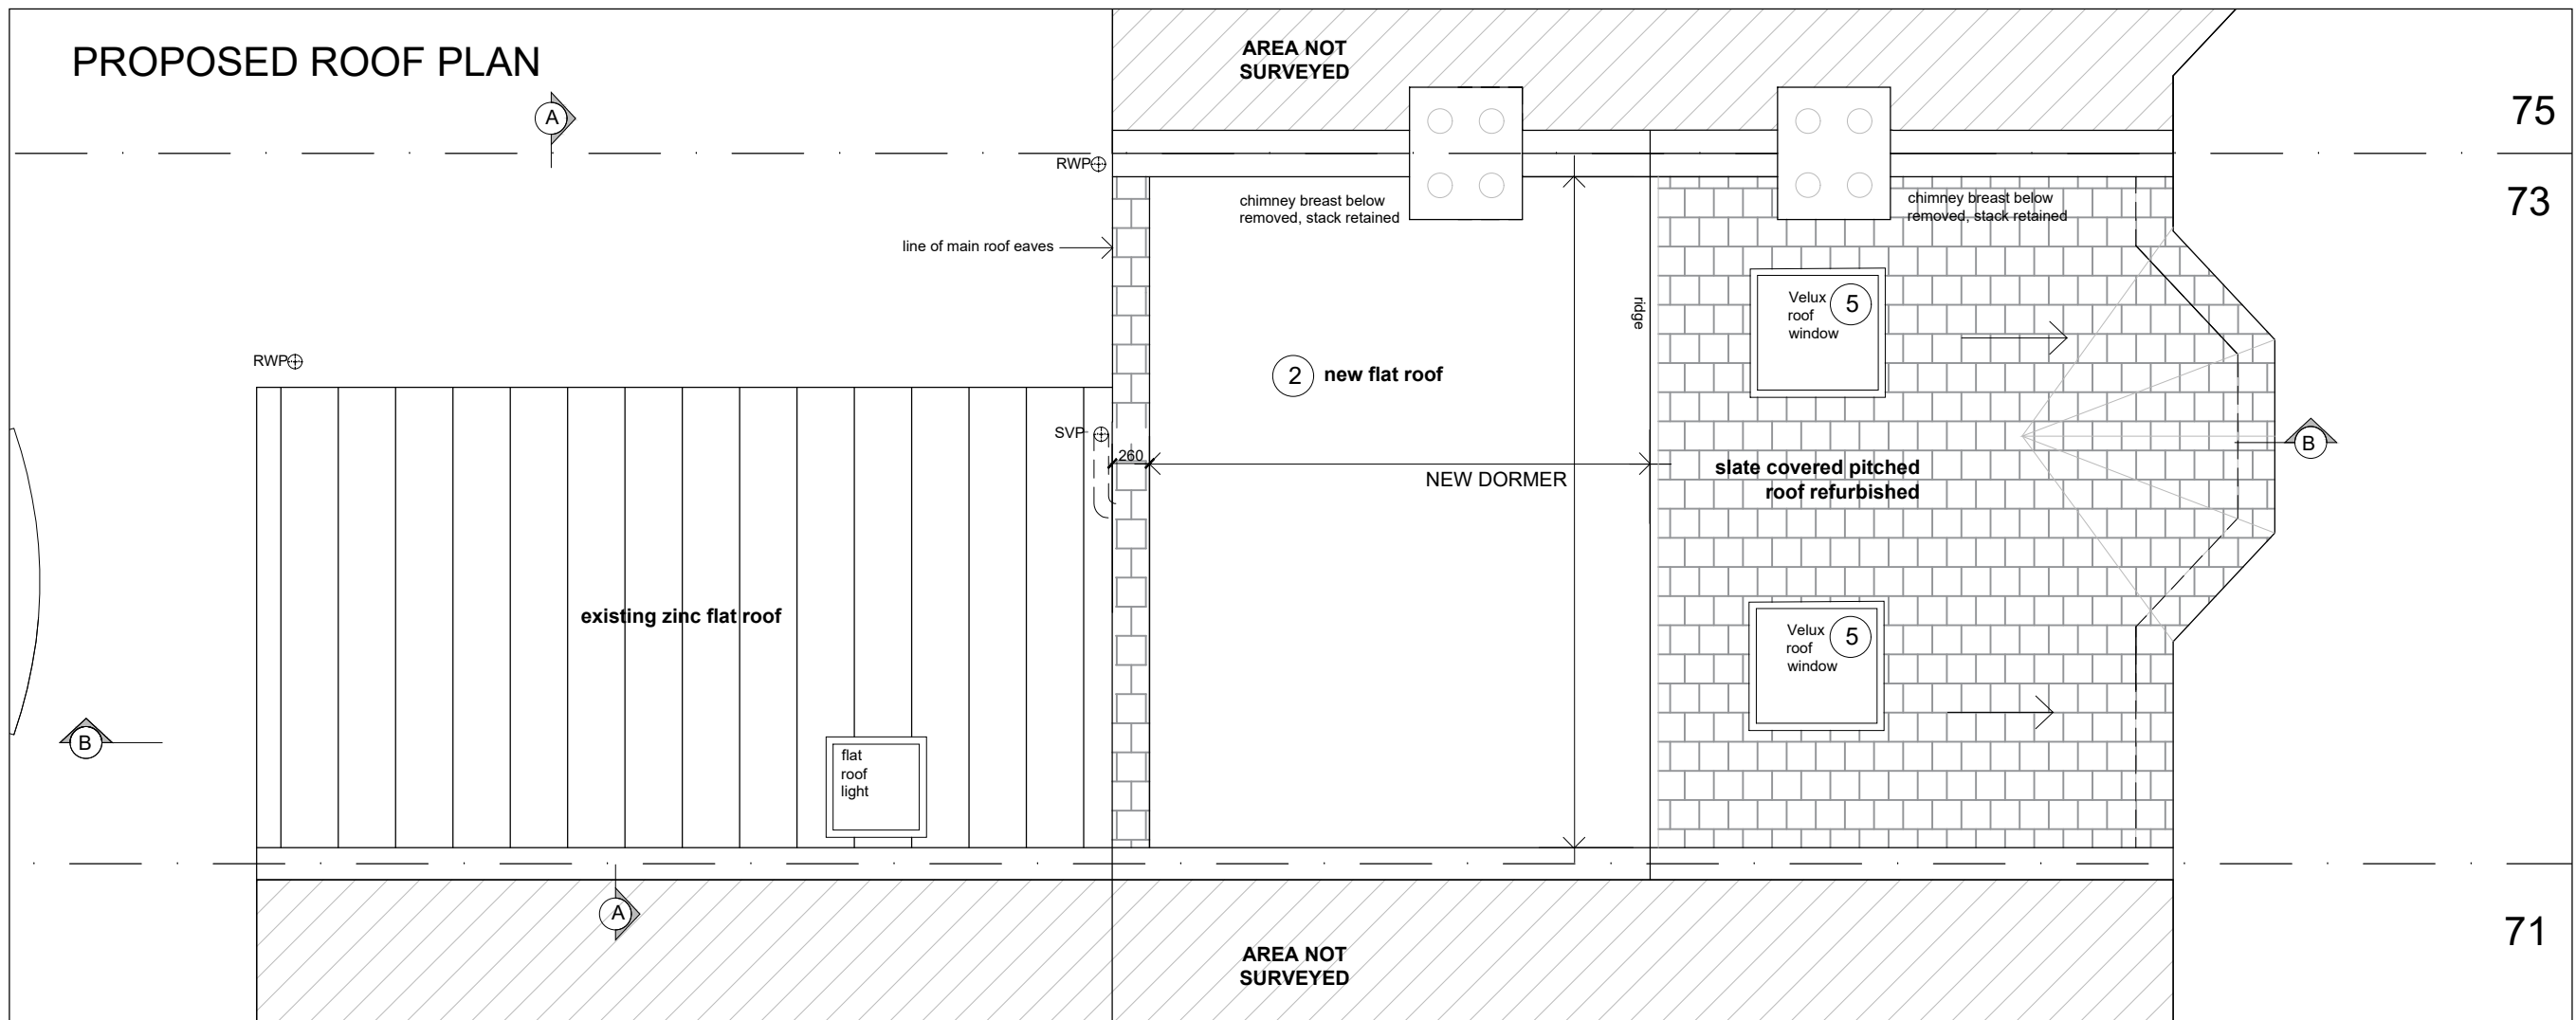 PROPOSED ROOF PLAN
AREA NOT
SURVEYED
75
A
RWP
73
chimney breast below
removed, stack retained
chimney breast below
removed, stack retained
line of main roof eaves
ridge
Velux
roof
window
5
RWP
2
new flat roof
SVP
260
NEW DORMER
slate covered pitched
roof refurbished
B
existing zinc flat roof
Velux
roof
window
5
B
flat
roof
light
A
71
AREA NOT
SURVEYED